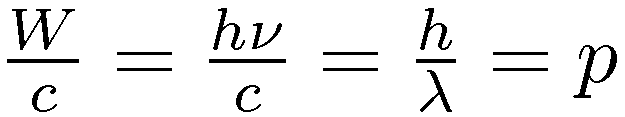 W/c = hν/c = h/λ = p